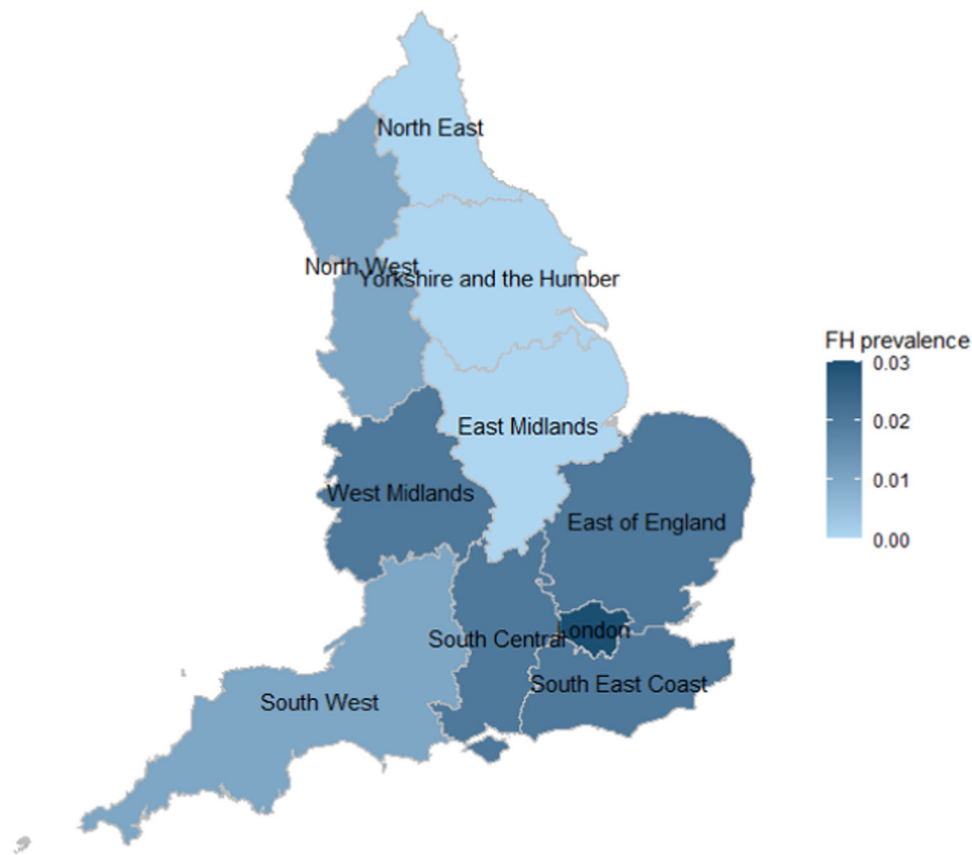 North East
North West
Yorkshire and the Humber
FH prevalence
0.03
0.02
0.01
0.00
East Midlands
West Midlands
East of England
London
South Central
South East Coast
South West